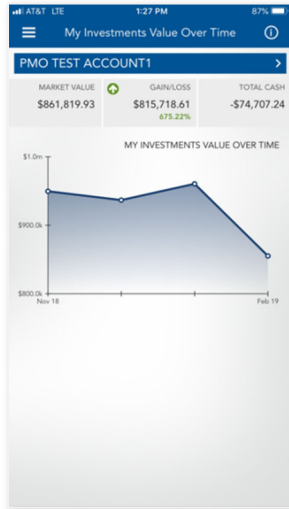 AT&T LTE 1:27 PM 87%
My Investments Value Over Time
PMO TEST ACCOUNT1
MARKET VALUE GAIN/LOSS TOTAL CASH
$861,819.93 $815,718.61 -$74,707.24
675.22%
MY INVESTMENTS VALUE OVER TIME
$1.0m
$900.0k
$800.0k
Nov 18 Feb 19